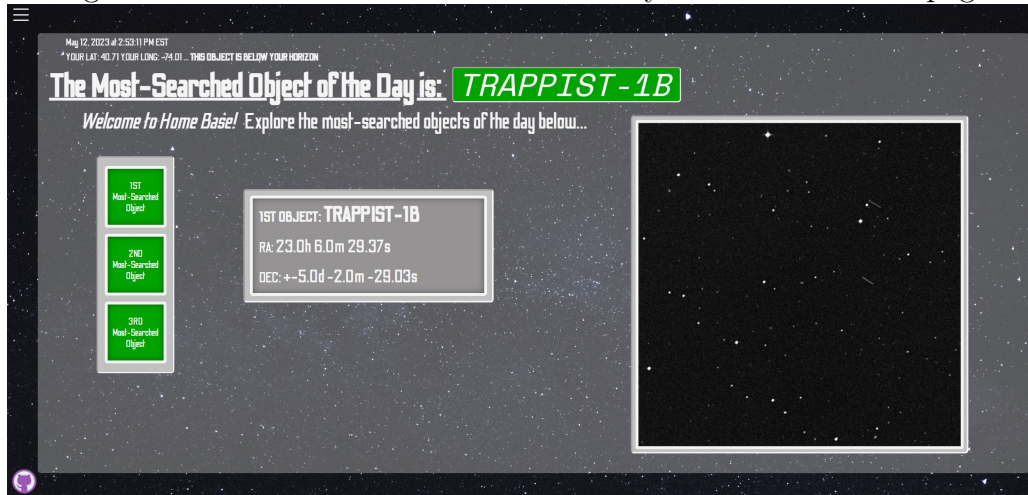 May 12, 2023 at 2:53:11 PM EST
YOUR LAT: 40.71 YOUR LONG: -74.01 ... THIS OBJECT IS BELOW YOUR HORIZON
The Most-Searched Object of the Day is: TRAPPIST-1B
Welcome to Home Base! Explore the most-searched objects of the day below...
1ST
Most-Searched
Object
2ND
Most-Searched
Object
3RD
Most-Searched
Object
1ST OBJECT: TRAPPIST-1B
RA: 23.0h 6.0m 29.37s
DEC: +-5.0d -2.0m -29.03s